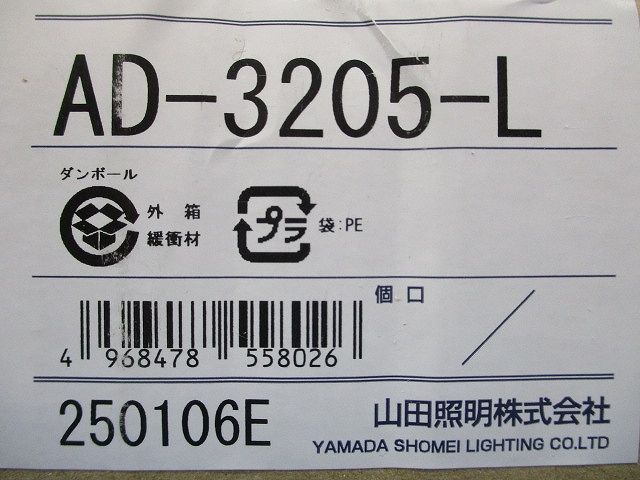 AD-3205-L
ダンボール
外 箱
緩衝材
プラ
袋:PE
個口 /
4 968478 558026
250106E
山田照明株式会社
YAMADA SHOMEI LIGHTING CO.LTD